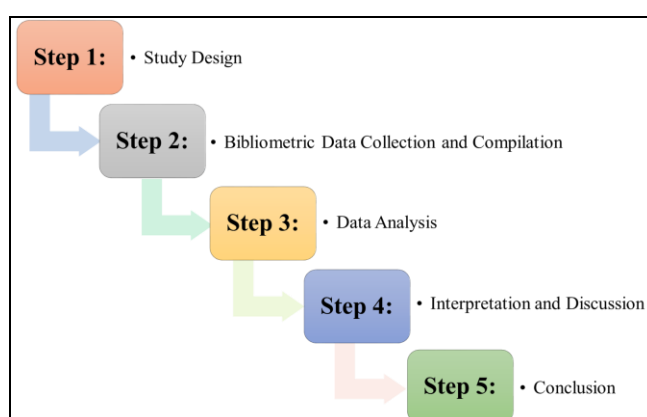 Step 1: • Study Design
Step 2: • Bibliometric Data Collection and Compilation
Step 3: • Data Analysis
Step 4: • Interpretation and Discussion
Step 5: • Conclusion